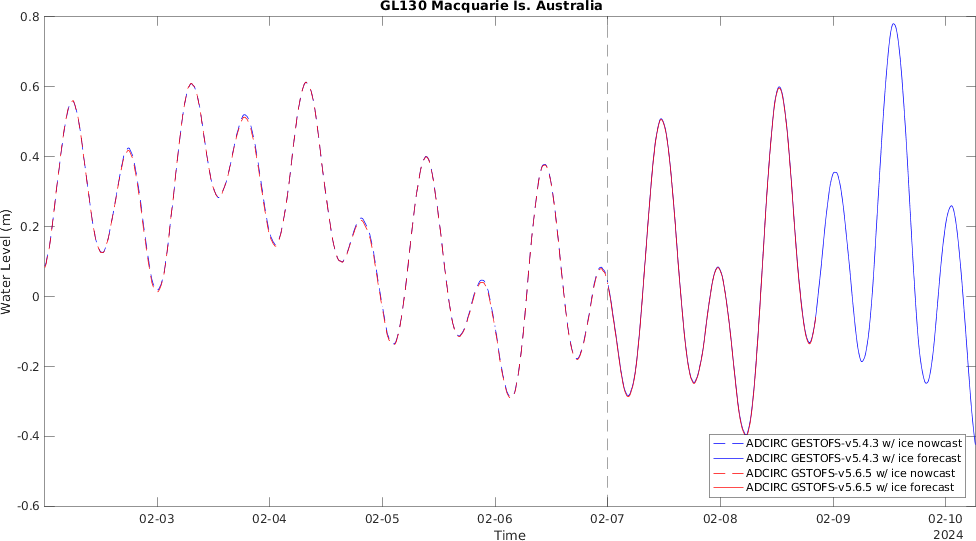 GL130 Macquarie Is. Australia
0.8
0.6
0.4
0.2
0
-0.2
-0.4
-0.6
Water Level (m)
ADCIRC GESTOFS-v5.4.3 w/ ice nowcast
ADCIRC GESTOFS-v5.4.3 w/ ice forecast
ADCIRC GSTOFS-v5.6.5 w/ ice nowcast
ADCIRC GSTOFS-v5.6.5 w/ ice forecast
02-03 02-04 02-05 02-06 02-07 02-08 02-09 02-10
Time
2024